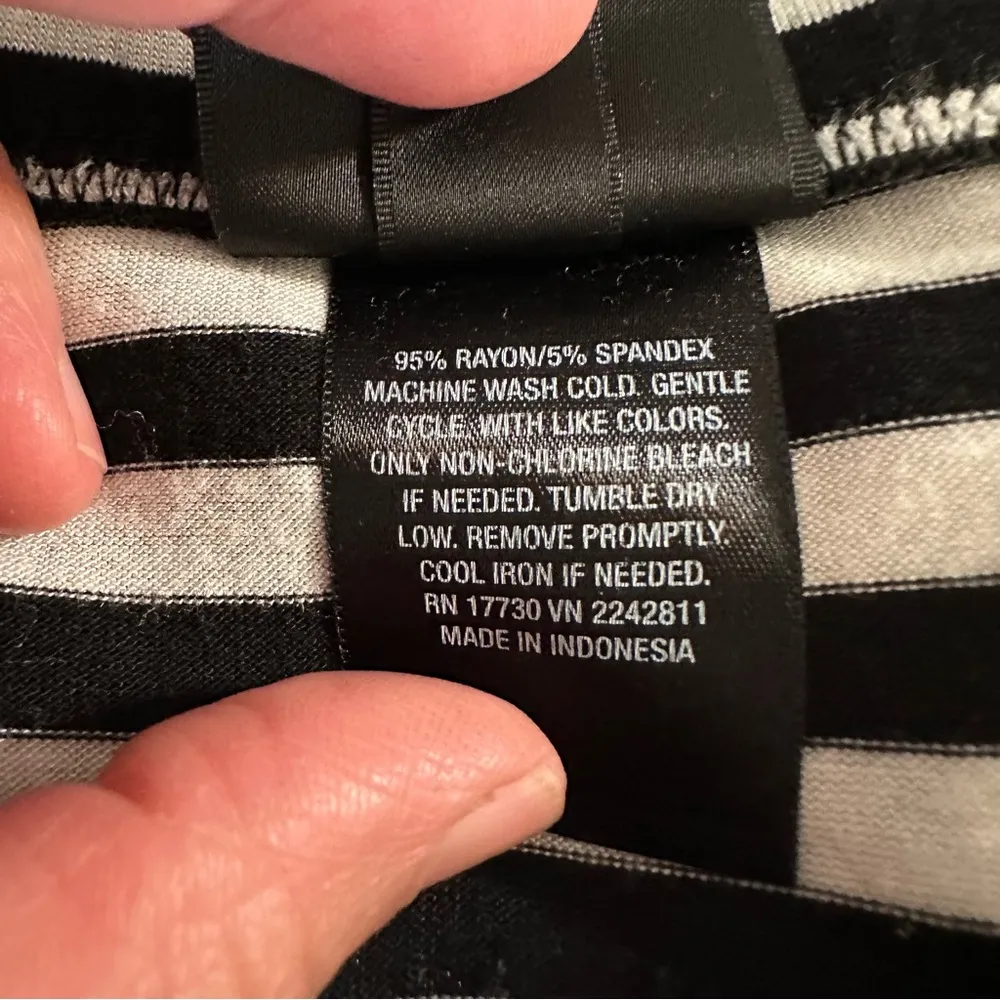 95% RAYON/5% SPANDEX
MACHINE WASH COLD. GENTLE
CYCLE. WITH LIKE COLORS.
ONLY NON-CHLORINE BLEACH
IF NEEDED. TUMBLE DRY
LOW. REMOVE PROMPTLY.
COOL IRON IF NEEDED.
RN 17730 VN 2242811
MADE IN INDONESIA